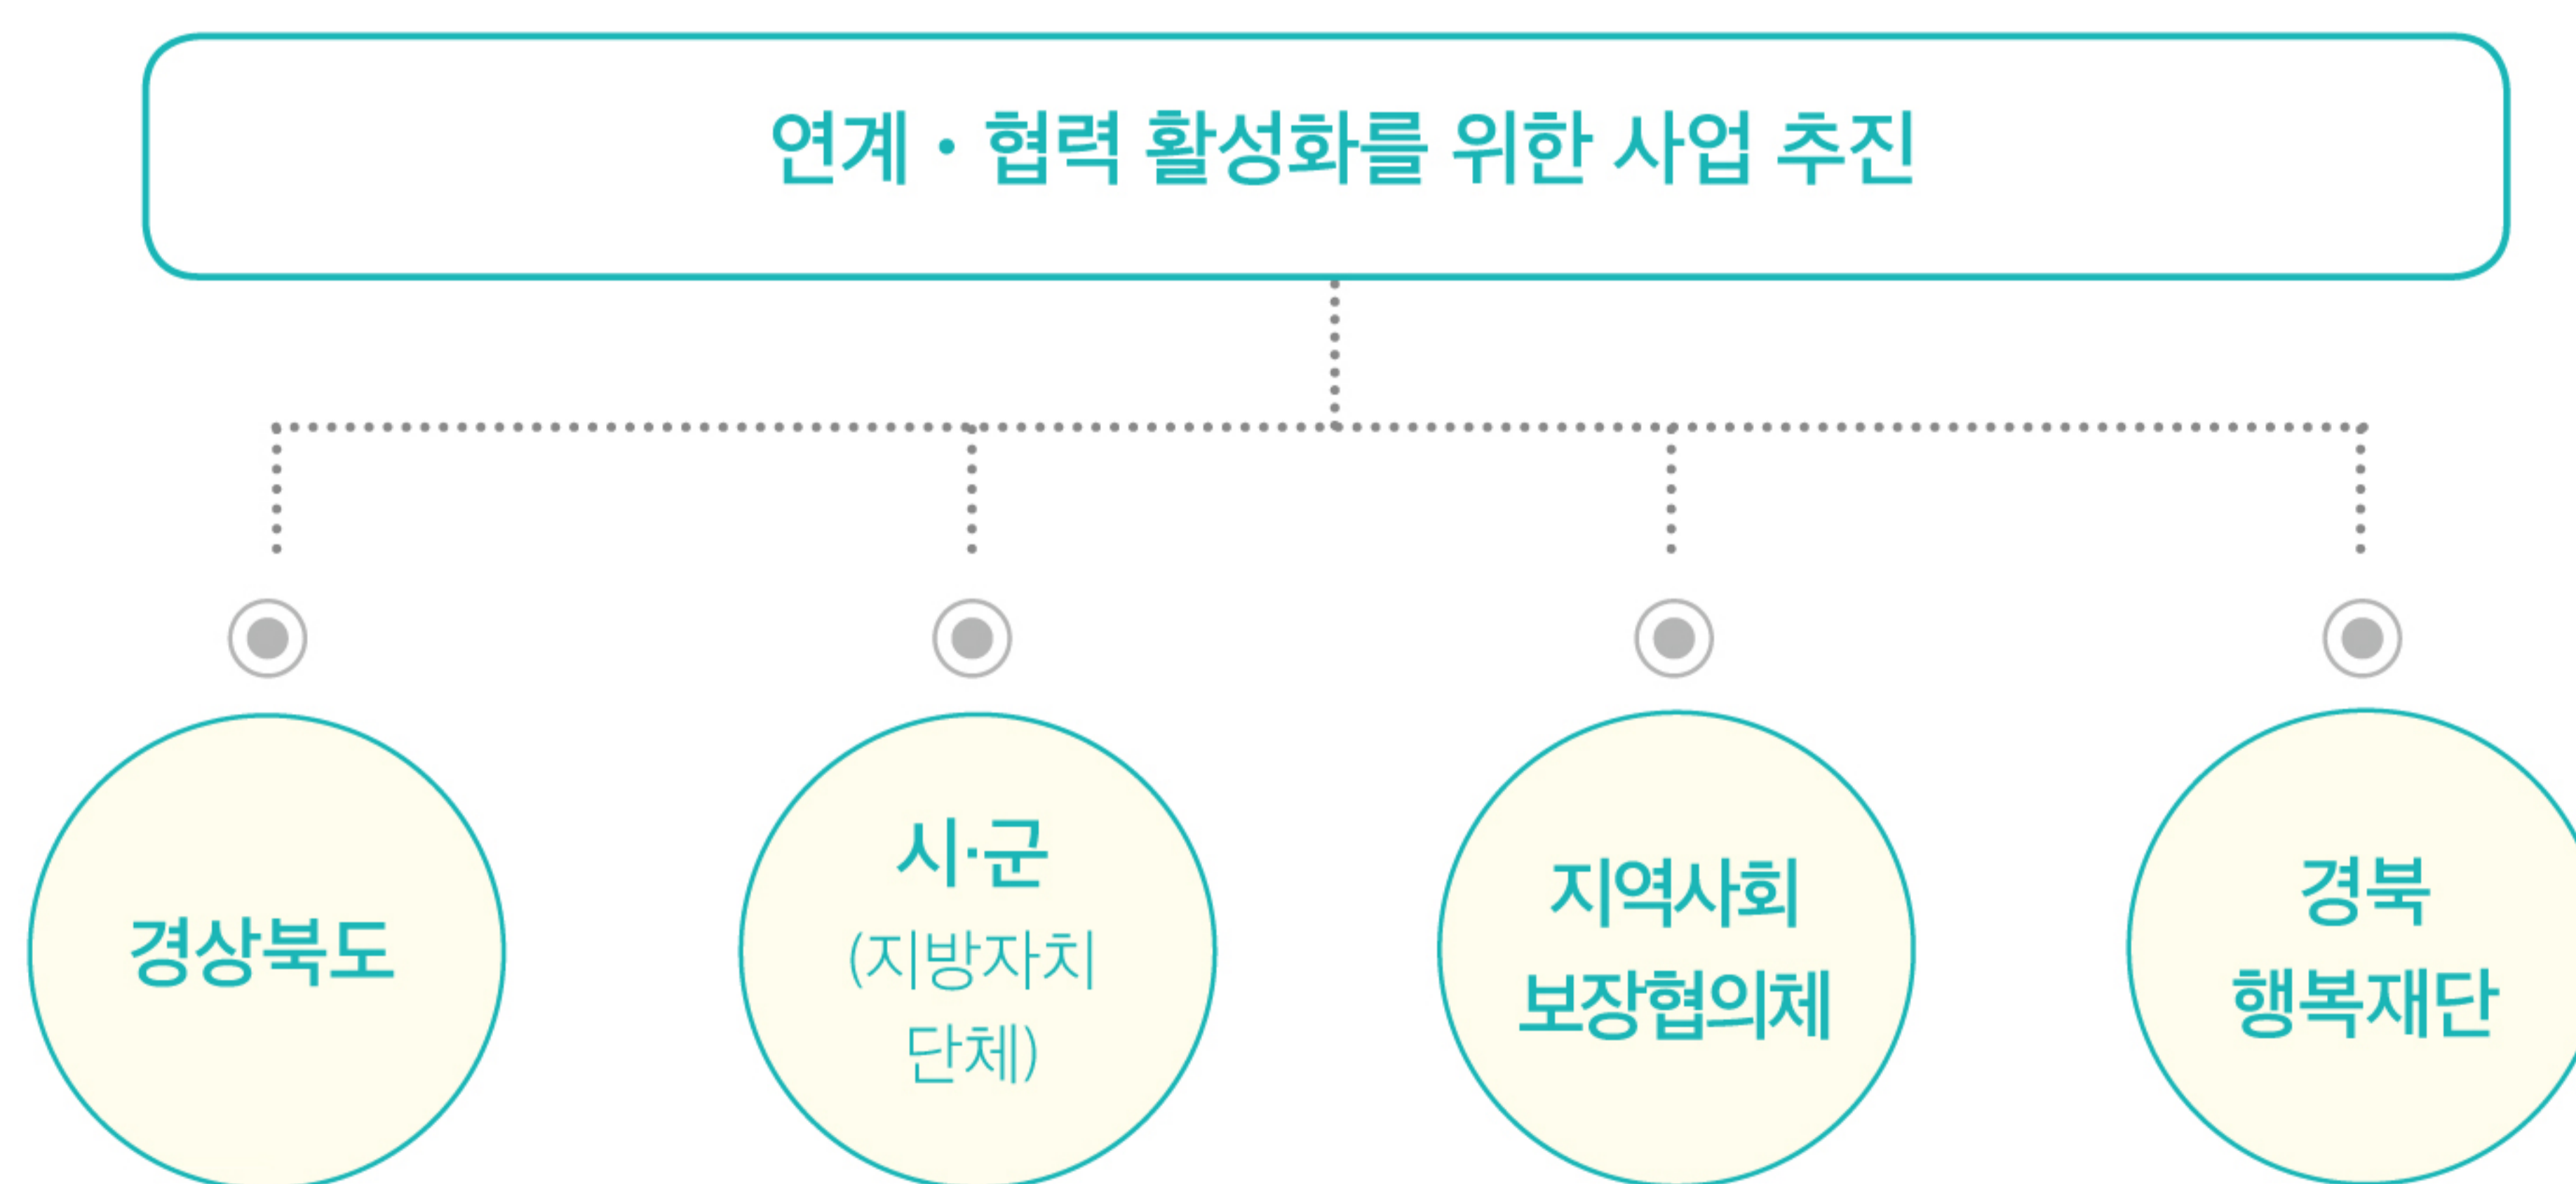 연계 • 협력 활성화를 위한 사업 추진
경상북도
시·군
(지방자치
단체)
지역사회
보장협의체
경북
행복재단